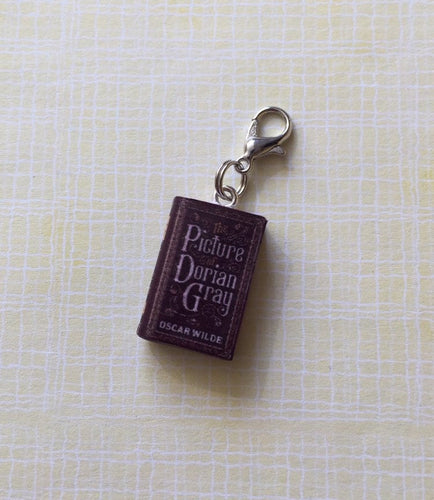 The
Picture
of
Dorian
Gray
OSCAR WILDE